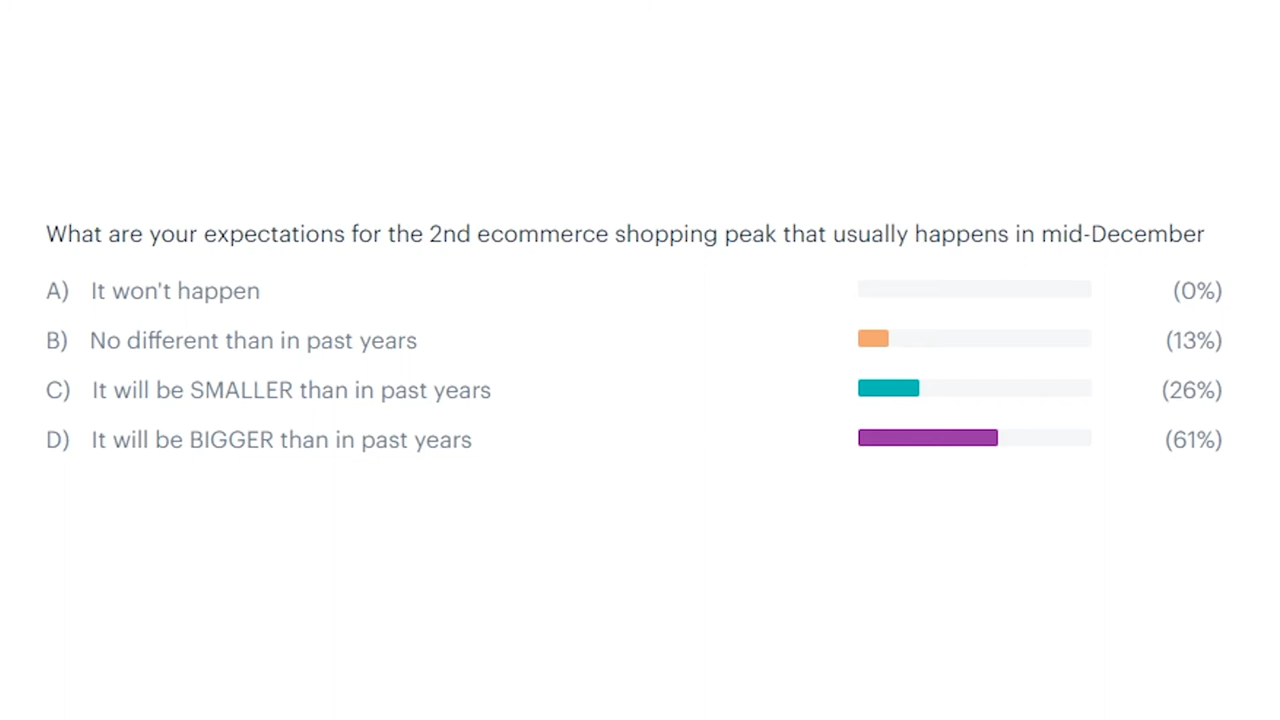 What are your expectations for the 2nd ecommerce shopping peak that usually happens in mid-December
A) It won't happen (0%)
B) No different than in past years (13%)
C) It will be SMALLER than in past years (26%)
D) It will be BIGGER than in past years (61%)